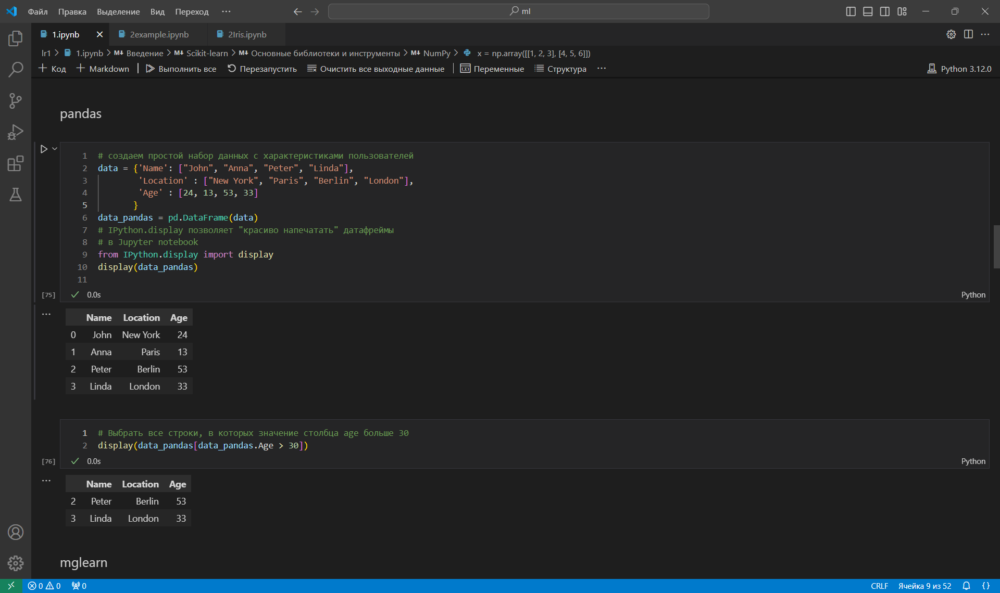 Файл Правка Выделение Вид Переход ··· ml
1.ipynb 2example.ipynb 2Iris.ipynb
lr1 > 1.ipynb > M↓ Введение > M↓ Scikit-learn > M↓ Основные библиотеки и инструменты > M↓ NumPy > x = np.array([[1, 2, 3], [4, 5, 6]])
Код Markdown Выполнить все Перезапустить Очистить все выходные данные Переменные Структура ··· Python 3.12.0
pandas
1 # создаем простой набор данных с характеристиками пользователей
2 data = {'Name': ["John", "Anna", "Peter", "Linda"],
3 'Location' : ["New York", "Paris", "Berlin", "London"],
4 'Age' : [24, 13, 53, 33]
5 }
6 data_pandas = pd.DataFrame(data)
7 # IPython.display позволяет "красиво напечатать" датафреймы
8 # в Jupyter notebook
9 from IPython.display import display
10 display(data_pandas)
11
[75] 0.0s Python
Name Location Age
0 John New York 24
1 Anna Paris 13
2 Peter Berlin 53
3 Linda London 33
1 # Выбрать все строки, в которых значение столбца age больше 30
2 display(data_pandas[data_pandas.Age > 30])
[76] 0.0s Python
Name Location Age
2 Peter Berlin 53
3 Linda London 33
mglearn
0 0 0 CRLF Ячейка 9 из 52 {}